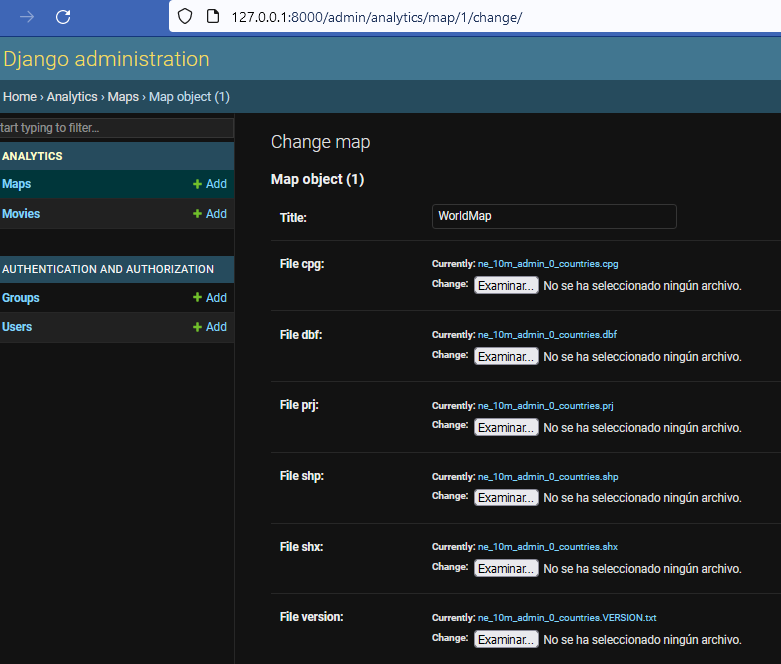 127.0.0.1:8000/admin/analytics/map/1/change/
Django administration
Home › Analytics › Maps › Map object (1)
tart typing to filter...
ANALYTICS
Maps + Add
Movies + Add
AUTHENTICATION AND AUTHORIZATION
Groups + Add
Users + Add
Change map
Map object (1)
Title: WorldMap
File cpg: Currently: ne_10m_admin_0_countries.cpg
Change: Examinar... No se ha seleccionado ningún archivo.
File dbf: Currently: ne_10m_admin_0_countries.dbf
Change: Examinar... No se ha seleccionado ningún archivo.
File prj: Currently: ne_10m_admin_0_countries.prj
Change: Examinar... No se ha seleccionado ningún archivo.
File shp: Currently: ne_10m_admin_0_countries.shp
Change: Examinar... No se ha seleccionado ningún archivo.
File shx: Currently: ne_10m_admin_0_countries.shx
Change: Examinar... No se ha seleccionado ningún archivo.
File version: Currently: ne_10m_admin_0_countries.VERSION.txt
Change: Examinar... No se ha seleccionado ningún archivo.